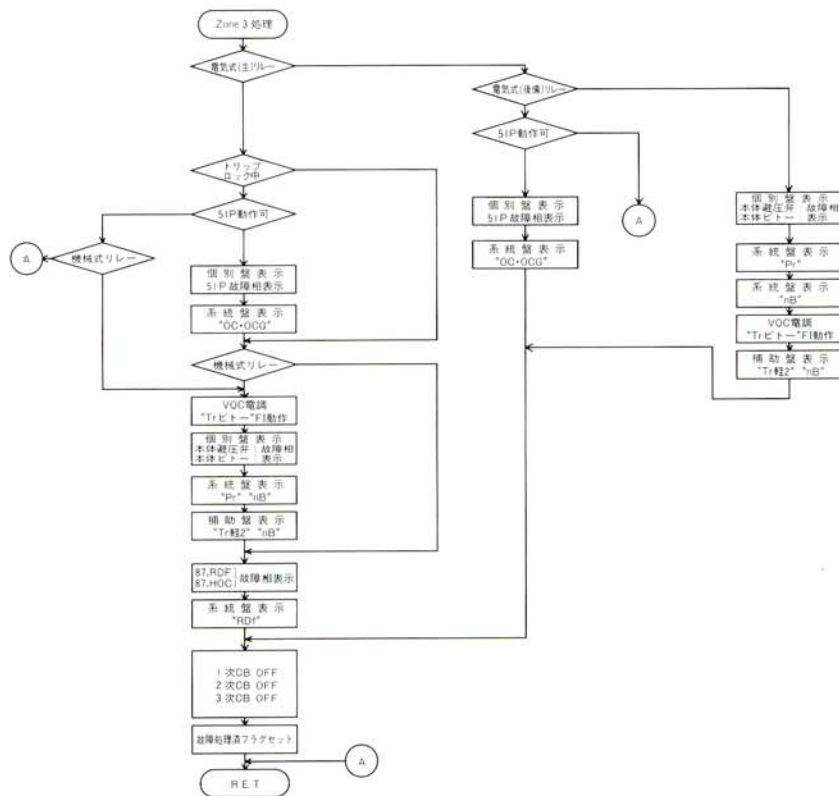 Zone 3 処理
電気式(主)リレー
電気式(後備)リレー
51P動作可
トリップ
ロック中
51P動作可
A
機械式リレー
個別盤表示
51P故障相表示
系統盤表示
"OC・OCG"
機械式リレー
VQC電調
"Trビトー"FI動作
個別盤表示
本体避圧弁:故障相
本体ビトー:表示
系統盤表示
"Pr" "nB"
補助盤表示
"Tr軽2" "nB"
87,RDF
87,HOC
故障相表示
系統盤表示
"RDf"
1次CB OFF
2次CB OFF
3次CB OFF
故障処理済フラグセット
A
RET
個別盤表示
51P故障相表示
系統盤表示
"OC・OCG"
A
個別盤表示
本体避圧弁:故障相
本体ビトー:表示
系統盤表示
"Pr"
系統盤表示
"nB"
VQC電調
"Trビトー"FI動作
補助盤表示
"Tr軽2" "nB"